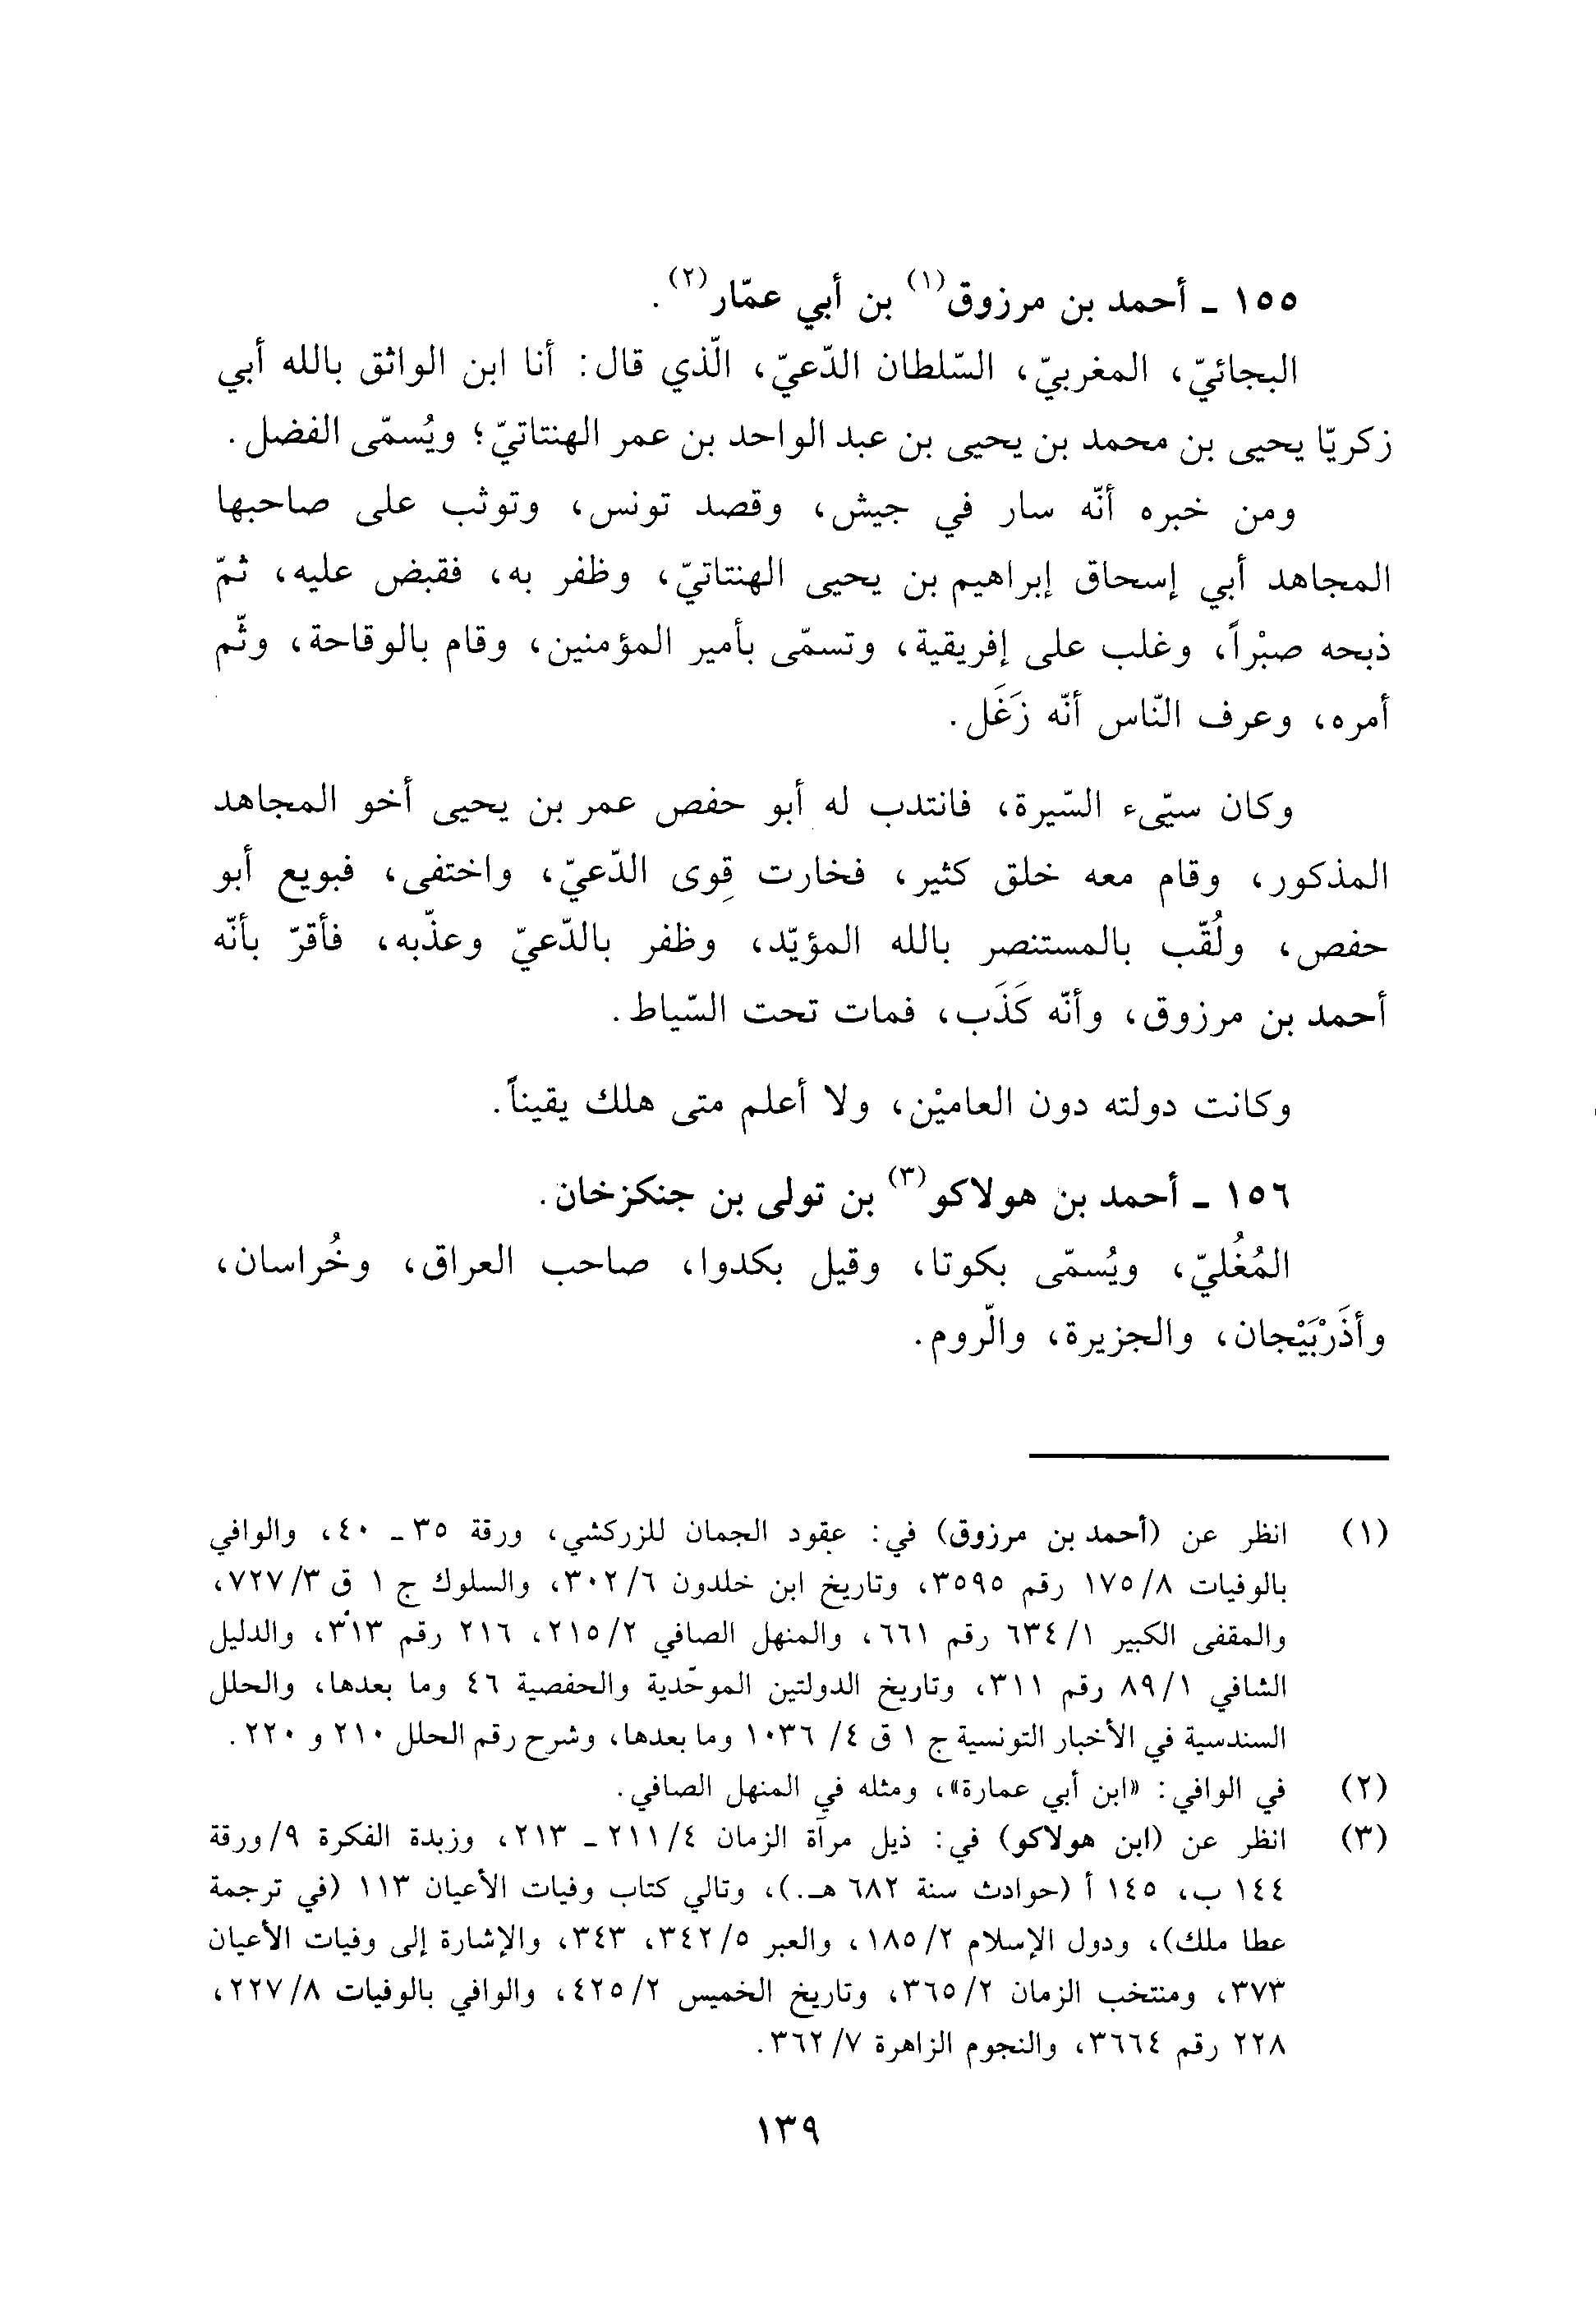 ١٥٥ ـ أحمد بن مرزوق(١) بن أبي عمّار(٢).
البجائيّ، المغربيّ، السّلطان الدّعيّ، الّذي قال: أنا ابن الواثق بالله أبي
زكريّا يحيى بن محمد بن يحيى بن عبد الواحد بن عمر الهنتاتيّ؛ ويُسمّى الفضل.
ومن خبره أنّه سار في جيش، وقصد تونس، وتوثب على صاحبها
المجاهد أبي إسحاق إبراهيم بن يحيى الهنتاتيّ، وظفر به، فقبض عليه، ثمّ
ذبحه صبْراً، وغلب على إفريقية، وتسمّى بأمير المؤمنين، وقام بالوقاحة، وثّم
أمره، وعرف النّاس أنّه زَغَل.
وكان سيّىء السّيرة، فانتدب له أبو حفص عمر بن يحيى أخو المجاهد
المذكور، وقام معه خلق كثير، فخارت قِوى الدّعيّ، واختفى، فبويع أبو
حفص، ولُقّب بالمستنصر بالله المؤيّد، وظفر بالدّعيّ وعذّبه، فأقرّ بأنّه
أحمد بن مرزوق، وأنّه كَذَب، فمات تحت السّياط.
وكانت دولته دون العاميْن، ولا أعلم متى هلك يقيناً.
١٥٦ ـ أحمد بن هولاكو(٣) بن تولى بن جنكزخان.
المُغُليّ، ويُسمّى بكوتا، وقيل بكدوا، صاحب العراق، وخُراسان،
وأذَرْبَيْجان، والجزيرة، والّروم.
(١) انظر عن (أحمد بن مرزوق) في: عقود الجمان للزركشي، ورقة ٣٥ ـ ٤٠، والوافي
بالوفيات ٨/ ١٧٥ رقم ٣٥٩٥، وتاريخ ابن خلدون ٦/ ٣٠٢، والسلوك ج ١ ق ٣/ ٧٢٧،
والمقفى الكبير ١/ ٦٣٤ رقم ٦٦١، والمنهل الصافي ٢/ ٢١٥، ٢١٦ رقم ٣١٣، والدليل
الشافي ١/ ٨٩ رقم ٣١١، وتاريخ الدولتين الموحّدية والحفصية ٤٦ وما بعدها، والحلل
السندسية في الأخبار التونسية ج ١ ق ٤/ ١٠٣٦ وما بعدها، وشرح رقم الحلل ٢١٠ و ٢٢٠.
(٢) في الوافي: «ابن أبي عمارة»، ومثله في المنهل الصافي.
(٣) انظر عن (ابن هولاكو) في: ذيل مرآة الزمان ٤/ ٢١١ ـ ٢١٣، وزبدة الفكرة ٩/ ورقة
١٤٤ ب، ١٤٥ أ (حوادث سنة ٦٨٢ هـ.)، وتالي كتاب وفيات الأعيان ١١٣ (في ترجمة
عطا ملك)، ودول الإسلام ٢/ ١٨٥، والعبر ٥/ ٣٤٢، ٣٤٣، والإشارة إلى وفيات الأعيان
٣٧٣، ومنتخب الزمان ٢/ ٣٦٥، وتاريخ الخميس ٢/ ٤٢٥، والوافي بالوفيات ٨/ ٢٢٧،
٢٢٨ رقم ٣٦٦٤، والنجوم الزاهرة ٧/ ٣٦٢.
١٣٩